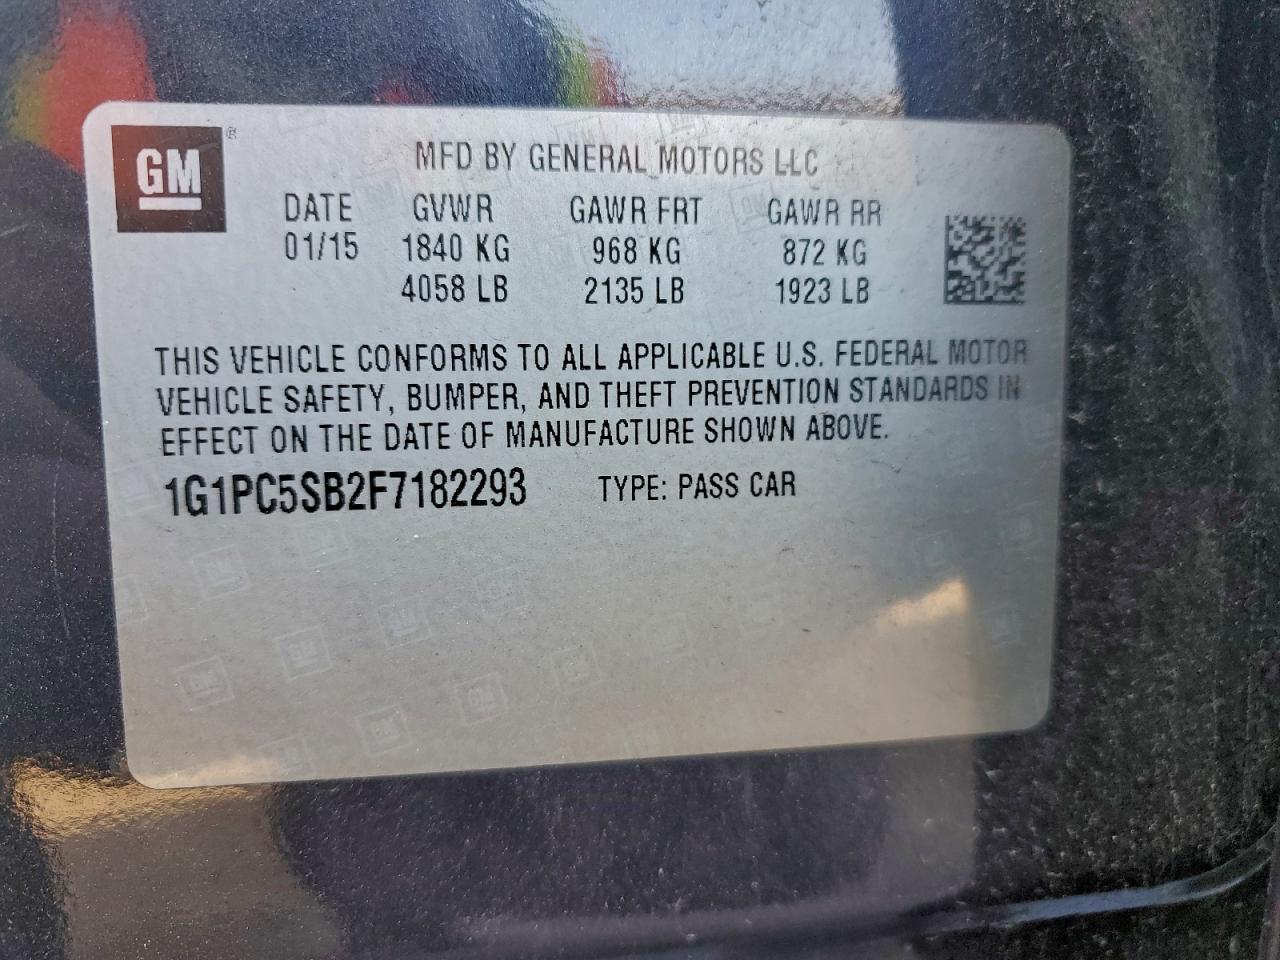 GM ®
MFD BY GENERAL MOTORS LLC
DATE GVWR GAWR FRT GAWR RR
01/15 1840 KG 968 KG 872 KG
4058 LB 2135 LB 1923 LB
THIS VEHICLE CONFORMS TO ALL APPLICABLE U.S. FEDERAL MOTOR
VEHICLE SAFETY, BUMPER, AND THEFT PREVENTION STANDARDS IN
EFFECT ON THE DATE OF MANUFACTURE SHOWN ABOVE.
1G1PC5SB2F7182293 TYPE: PASS CAR